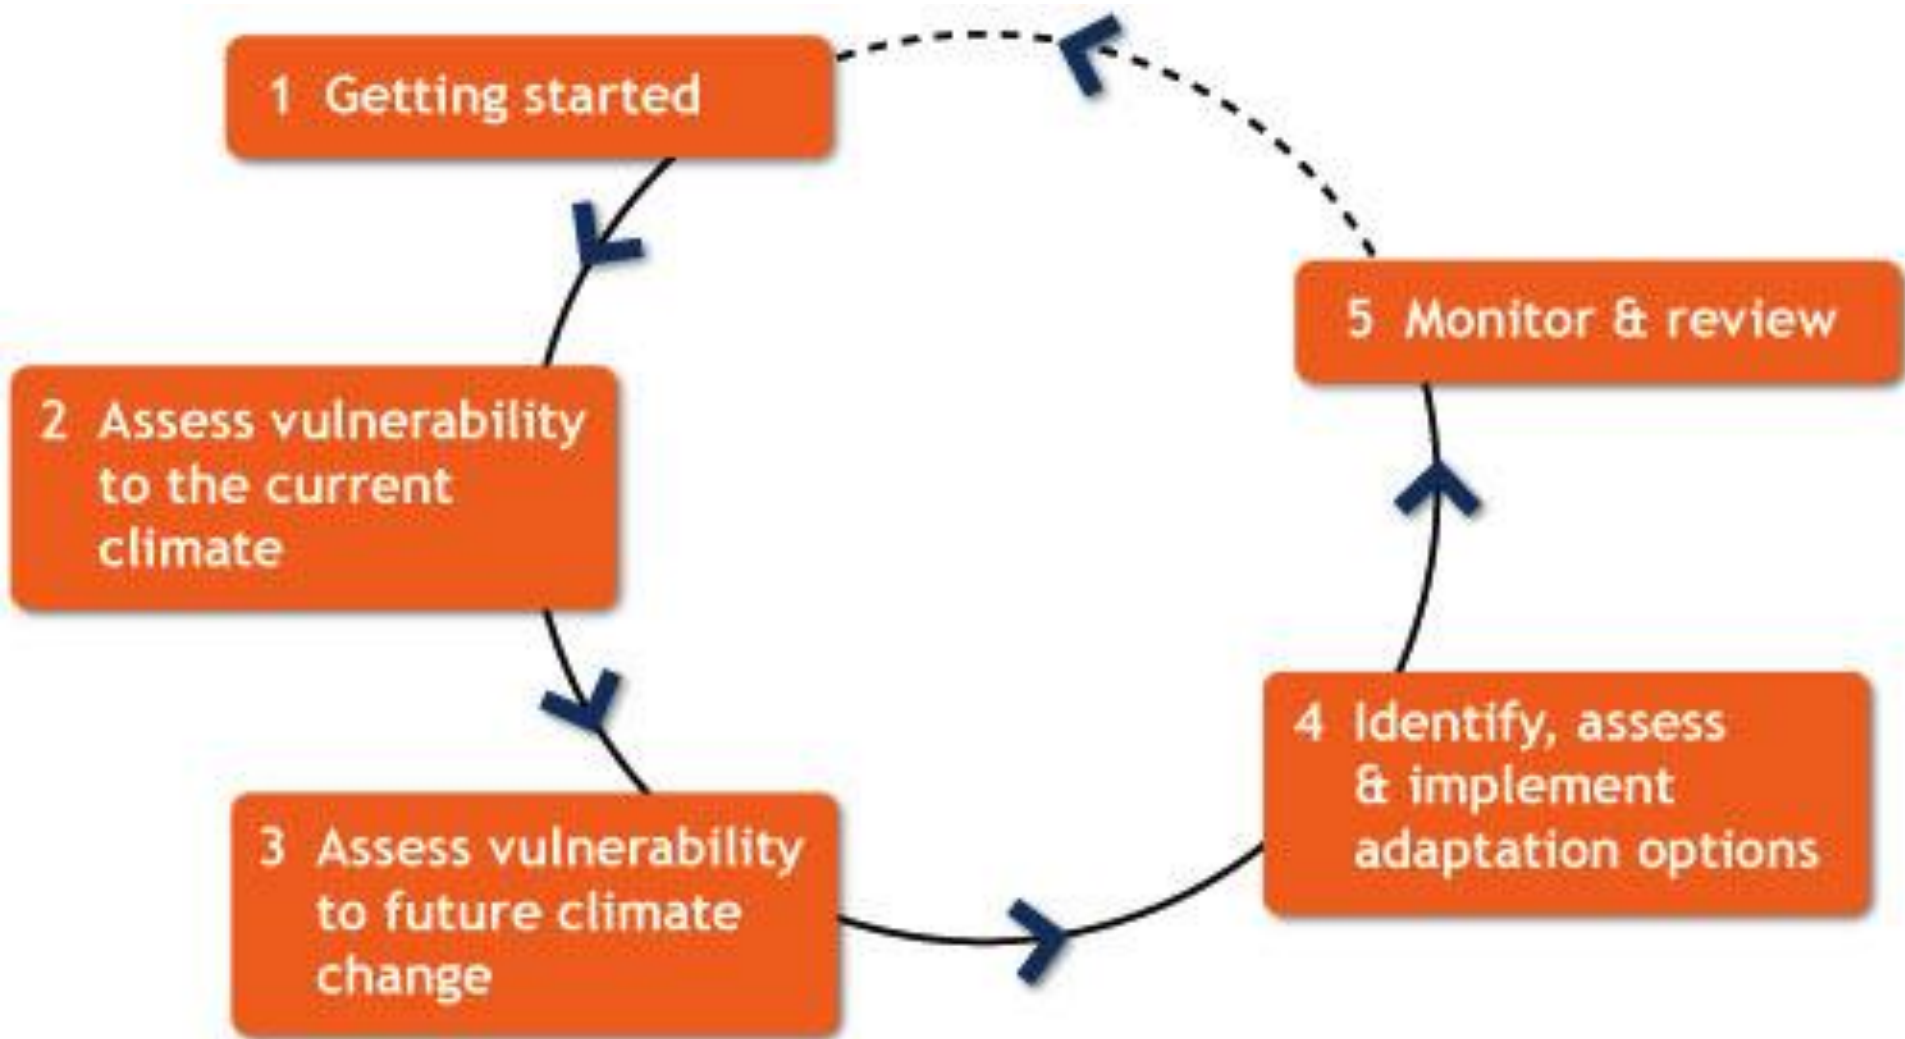 1 Getting started
2 Assess vulnerability
to the current
climate
3 Assess vulnerability
to future climate
change
4 Identify, assess
& implement
adaptation options
5 Monitor & review